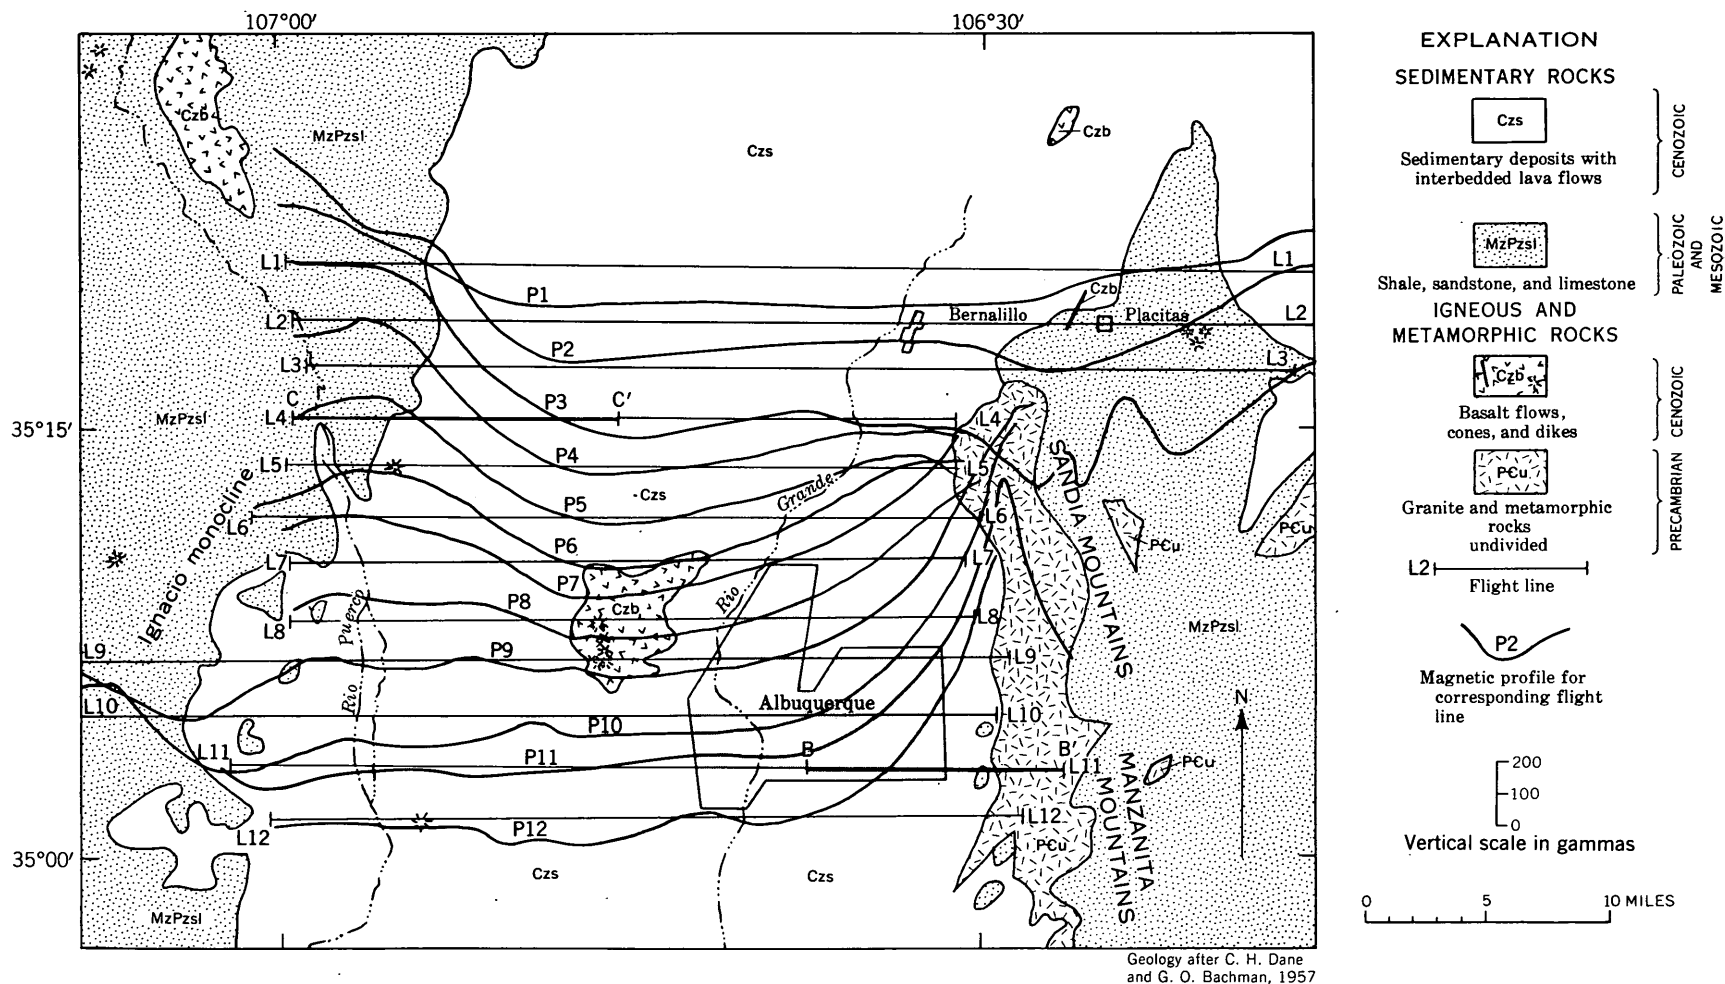 107°00′
106°30′
35°15′
35°00′
Czb
MzPzsl
Czs
Czb
L1
L1
P1
Czb
L2
Bernalillo
Placitas
L2
P2
L3
L3
C
C′
P3
MzPzsl
L4
L4
P4
L5
L5
Czs
Grande
P5
SANDIA MOUNTAINS
L6
L6
P6
PЄu
PЄu
Ignacio monocline
L7
L7
P7
P8
Czb
Rio
Puerco
L8
L8
MzPzsl
L9
P9
L9
Rio
L10
Albuquerque
L10
P10
L11
P11
B
B′
L11
PЄu
MANZANITA
MOUNTAINS
N
L12
P12
L12
PЄu
Czs
Czs
MzPzsl
Geology after C. H. Dane
and G. O. Bachman, 1957
EXPLANATION
SEDIMENTARY ROCKS
Czs
Sedimentary deposits with
interbedded lava flows
CENOZOIC
MzPzsl
Shale, sandstone, and limestone
PALEOZOIC
AND
MESOZOIC
IGNEOUS AND
METAMORPHIC ROCKS
Czb
Basalt flows,
cones, and dikes
CENOZOIC
PЄu
Granite and metamorphic
rocks
undivided
PRECAMBRIAN
L2
Flight line
P2
Magnetic profile for
corresponding flight
line
200
100
0
Vertical scale in gammas
0 5 10 MILES